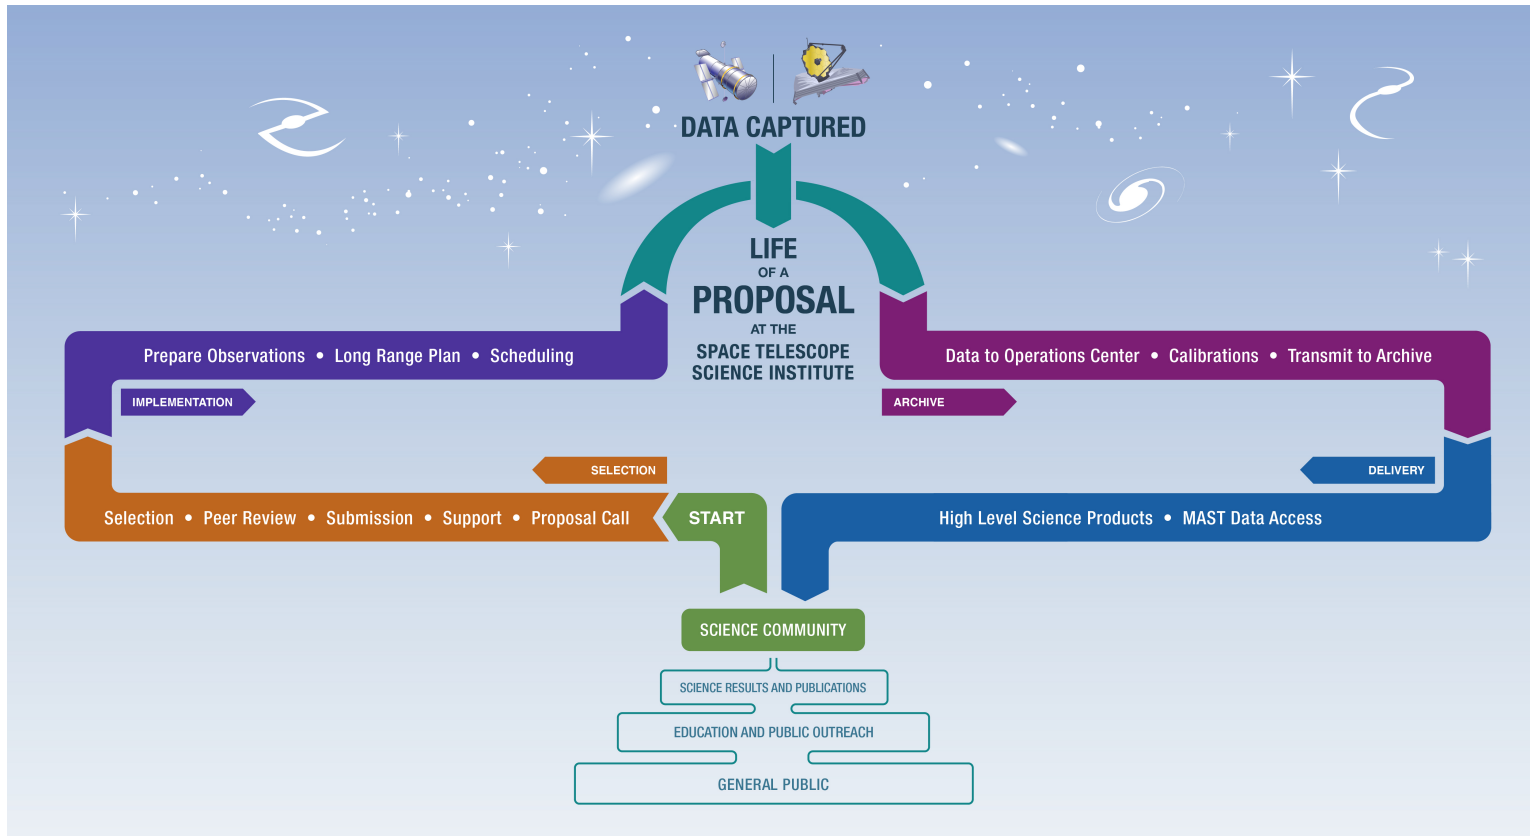 DATA CAPTURED
LIFE
OF A
PROPOSAL
AT THE
SPACE TELESCOPE
SCIENCE INSTITUTE
Prepare Observations • Long Range Plan • Scheduling
IMPLEMENTATION
Data to Operations Center • Calibrations • Transmit to Archive
ARCHIVE
SELECTION
Selection • Peer Review • Submission • Support • Proposal Call
START
DELIVERY
High Level Science Products • MAST Data Access
SCIENCE COMMUNITY
SCIENCE RESULTS AND PUBLICATIONS
EDUCATION AND PUBLIC OUTREACH
GENERAL PUBLIC